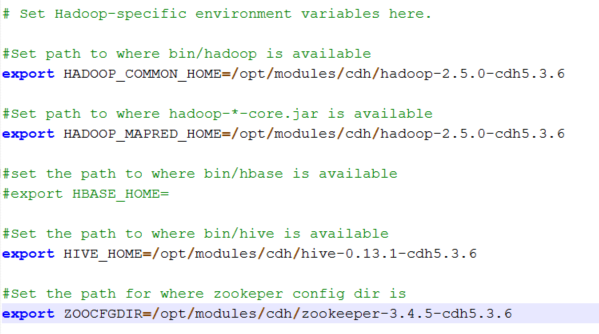 # Set Hadoop-specific environment variables here.
#Set path to where bin/hadoop is available
export HADOOP_COMMON_HOME=/opt/modules/cdh/hadoop-2.5.0-cdh5.3.6
#Set path to where hadoop-*-core.jar is available
export HADOOP_MAPRED_HOME=/opt/modules/cdh/hadoop-2.5.0-cdh5.3.6
#set the path to where bin/hbase is available
#export HBASE_HOME=
#Set the path to where bin/hive is available
export HIVE_HOME=/opt/modules/cdh/hive-0.13.1-cdh5.3.6
#Set the path for where zookeper config dir is
export ZOOCFGDIR=/opt/modules/cdh/zookeeper-3.4.5-cdh5.3.6